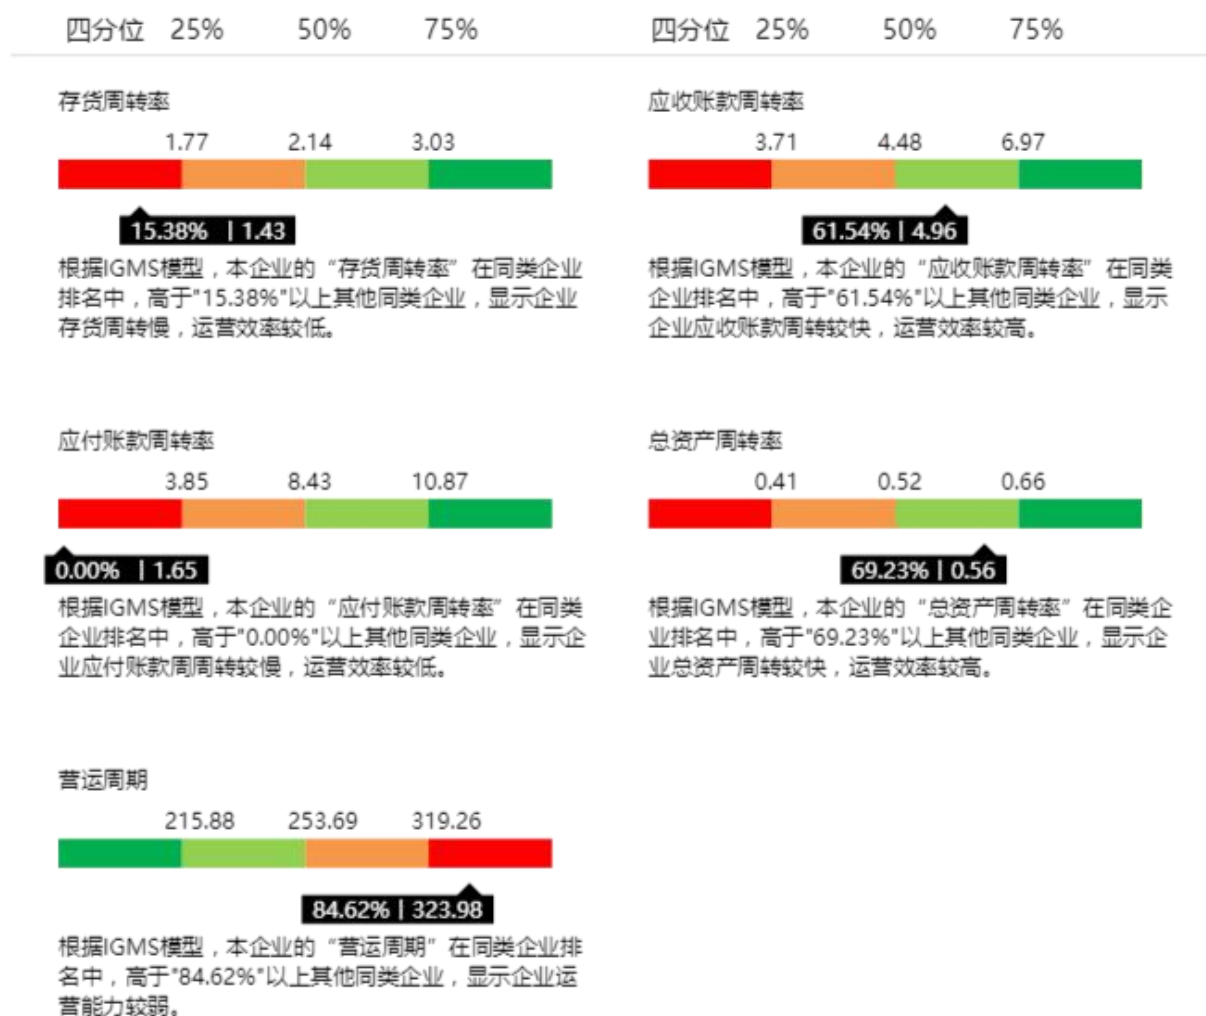 四分位 25% 50% 75%
四分位 25% 50% 75%
存货周转率
1.77 2.14 3.03
15.38% | 1.43
根据IGMS模型，本企业的“存货周转率”在同类企业
排名中，高于"15.38%"以上其他同类企业，显示企业
存货周转慢，运营效率较低。
应收账款周转率
3.71 4.48 6.97
61.54% | 4.96
根据IGMS模型，本企业的“应收账款周转率”在同类
企业排名中，高于"61.54%"以上其他同类企业，显示
企业应收账款周转较快，运营效率较高。
应付账款周转率
3.85 8.43 10.87
0.00% | 1.65
根据IGMS模型，本企业的“应付账款周转率”在同类
企业排名中，高于"0.00%"以上其他同类企业，显示企
业应付账款周周转较慢，运营效率较低。
总资产周转率
0.41 0.52 0.66
69.23% | 0.56
根据IGMS模型，本企业的“总资产周转率”在同类企
业排名中，高于"69.23%"以上其他同类企业，显示企
业总资产周转较快，运营效率较高。
营运周期
215.88 253.69 319.26
84.62% | 323.98
根据IGMS模型，本企业的“营运周期”在同类企业排
名中，高于"84.62%"以上其他同类企业，显示企业运
营能力较弱。